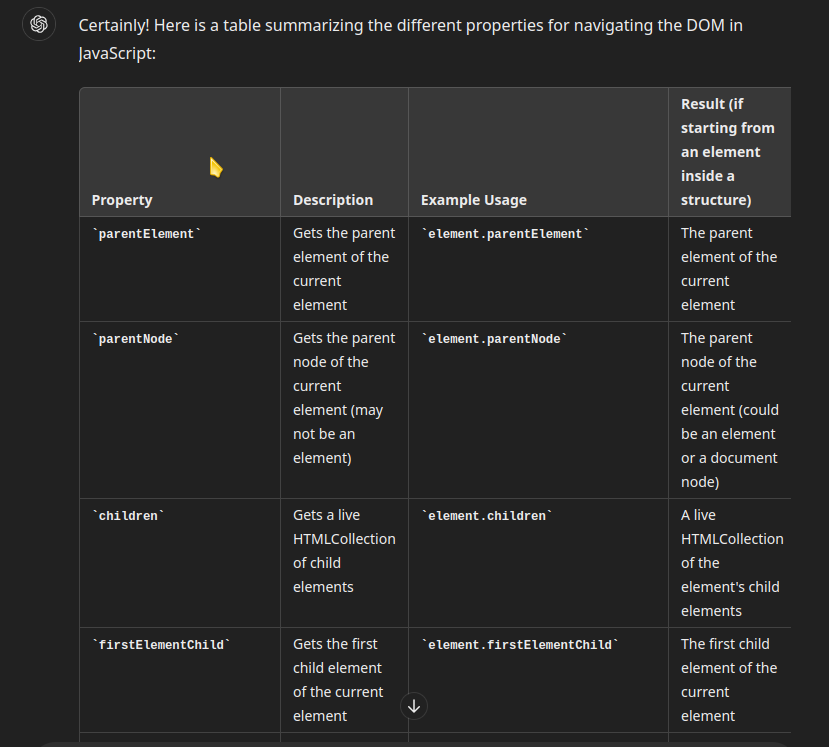 Certainly! Here is a table summarizing the different properties for navigating the DOM in
JavaScript:
Property
Description
Example Usage
Result (if
starting from
an element
inside a
structure)
`parentElement`
Gets the parent
element of the
current
element
`element.parentElement`
The parent
element of the
current
element
`parentNode`
Gets the parent
node of the
current
element (may
not be an
element)
`element.parentNode`
The parent
node of the
current
element (could
be an element
or a document
node)
`children`
Gets a live
HTMLCollection
of child
elements
`element.children`
A live
HTMLCollection
of the
element's child
elements
`firstElementChild`
Gets the first
child element
of the current
element
`element.firstElementChild`
The first child
element of the
current
element